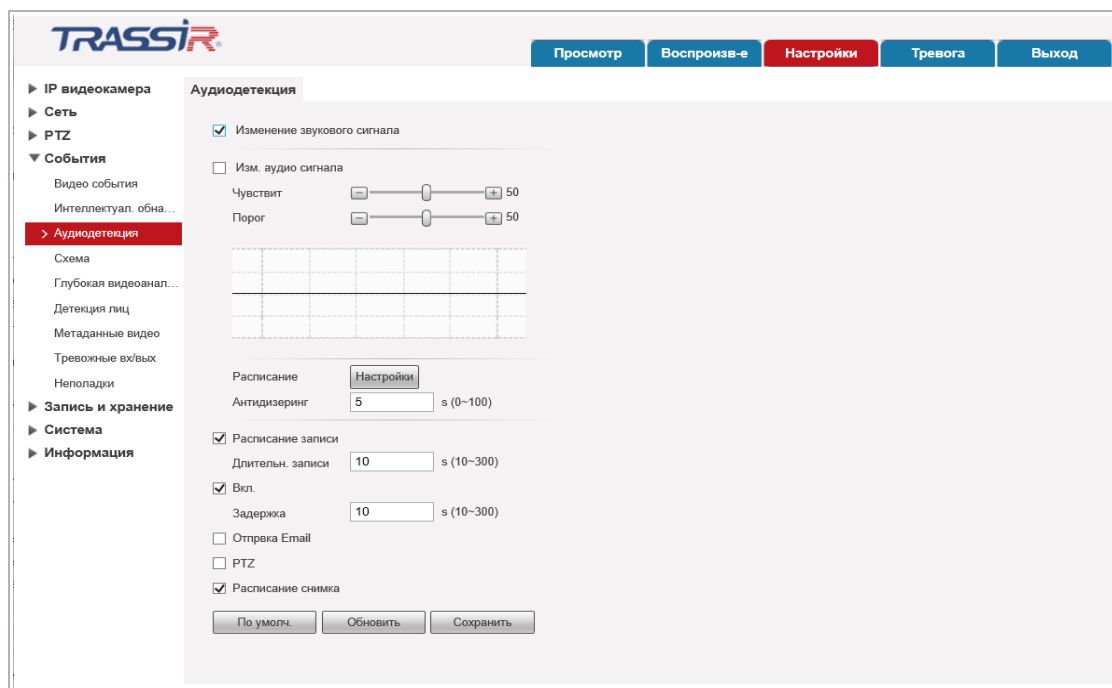 TRASSIR
Просмотр
Воспроизв-е
Настройки
Тревога
Выход
IP видеокамера
Сеть
PTZ
События
Видео события
Интеллектуал. обна...
Аудиодетекция
Схема
Глубокая видеоанал...
Детекция лиц
Метаданные видео
Тревожные вх/вых
Неполадки
Запись и хранение
Система
Информация
Аудиодетекция
Изменение звукового сигнала
Изм. аудио сигнала
Чувствит 50
Порог 50
Расписание Настройки
Антидизеринг 5 s (0~100)
Расписание записи
Длительн. записи 10 s (10~300)
Вкл.
Задержка 10 s (10~300)
Отпрвка Email
PTZ
Расписание снимка
По умолч. Обновить Сохранить